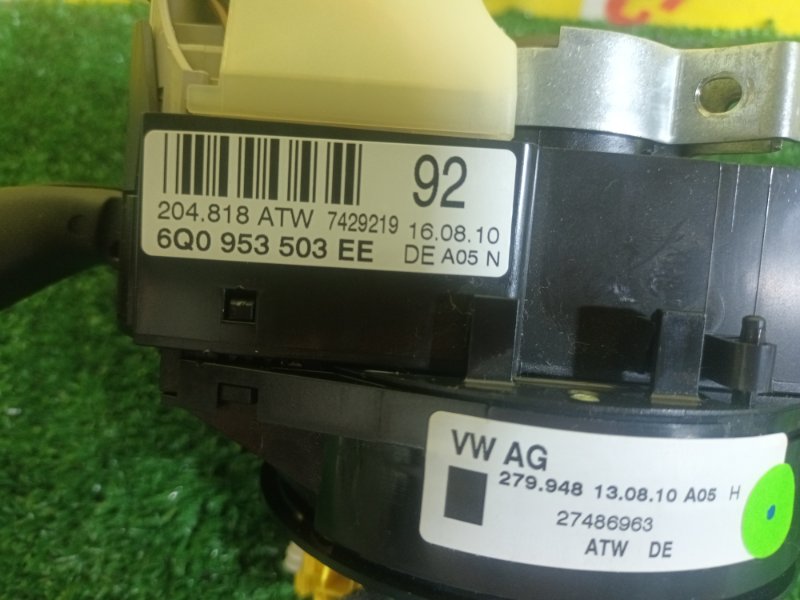 92
204.818 ATW 7429219 16.08.10
6Q0 953 503 EE DE A05 N
VW AG
279.948 13.08.10 A05 H
27486963
ATW DE